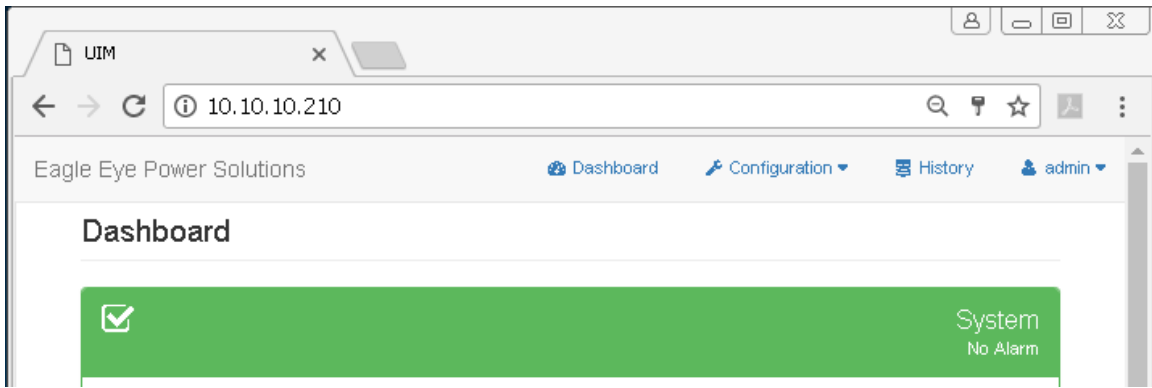 UIM
10.10.10.210
Eagle Eye Power Solutions Dashboard Configuration History admin
Dashboard
System
No Alarm